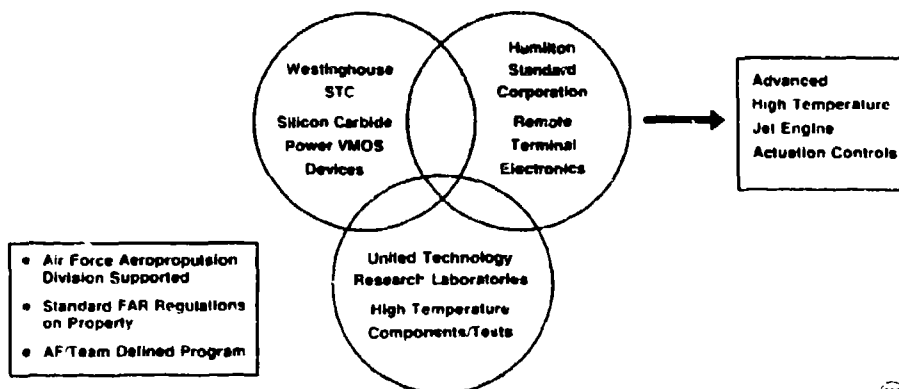 Westinghouse
STC
Silicon Carbide
Power VMOS
Devices
Hamilton
Standard
Corporation
Remote
Terminal
Electronics
Advanced
High Temperature
Jet Engine
Actuation Controls
United Technology
Research Laboratories
High Temperature
Components/Tests
• Air Force Aeropropulsion
Division Supported
• Standard FAR Regulations
on Property
• AF/Team Defined Program